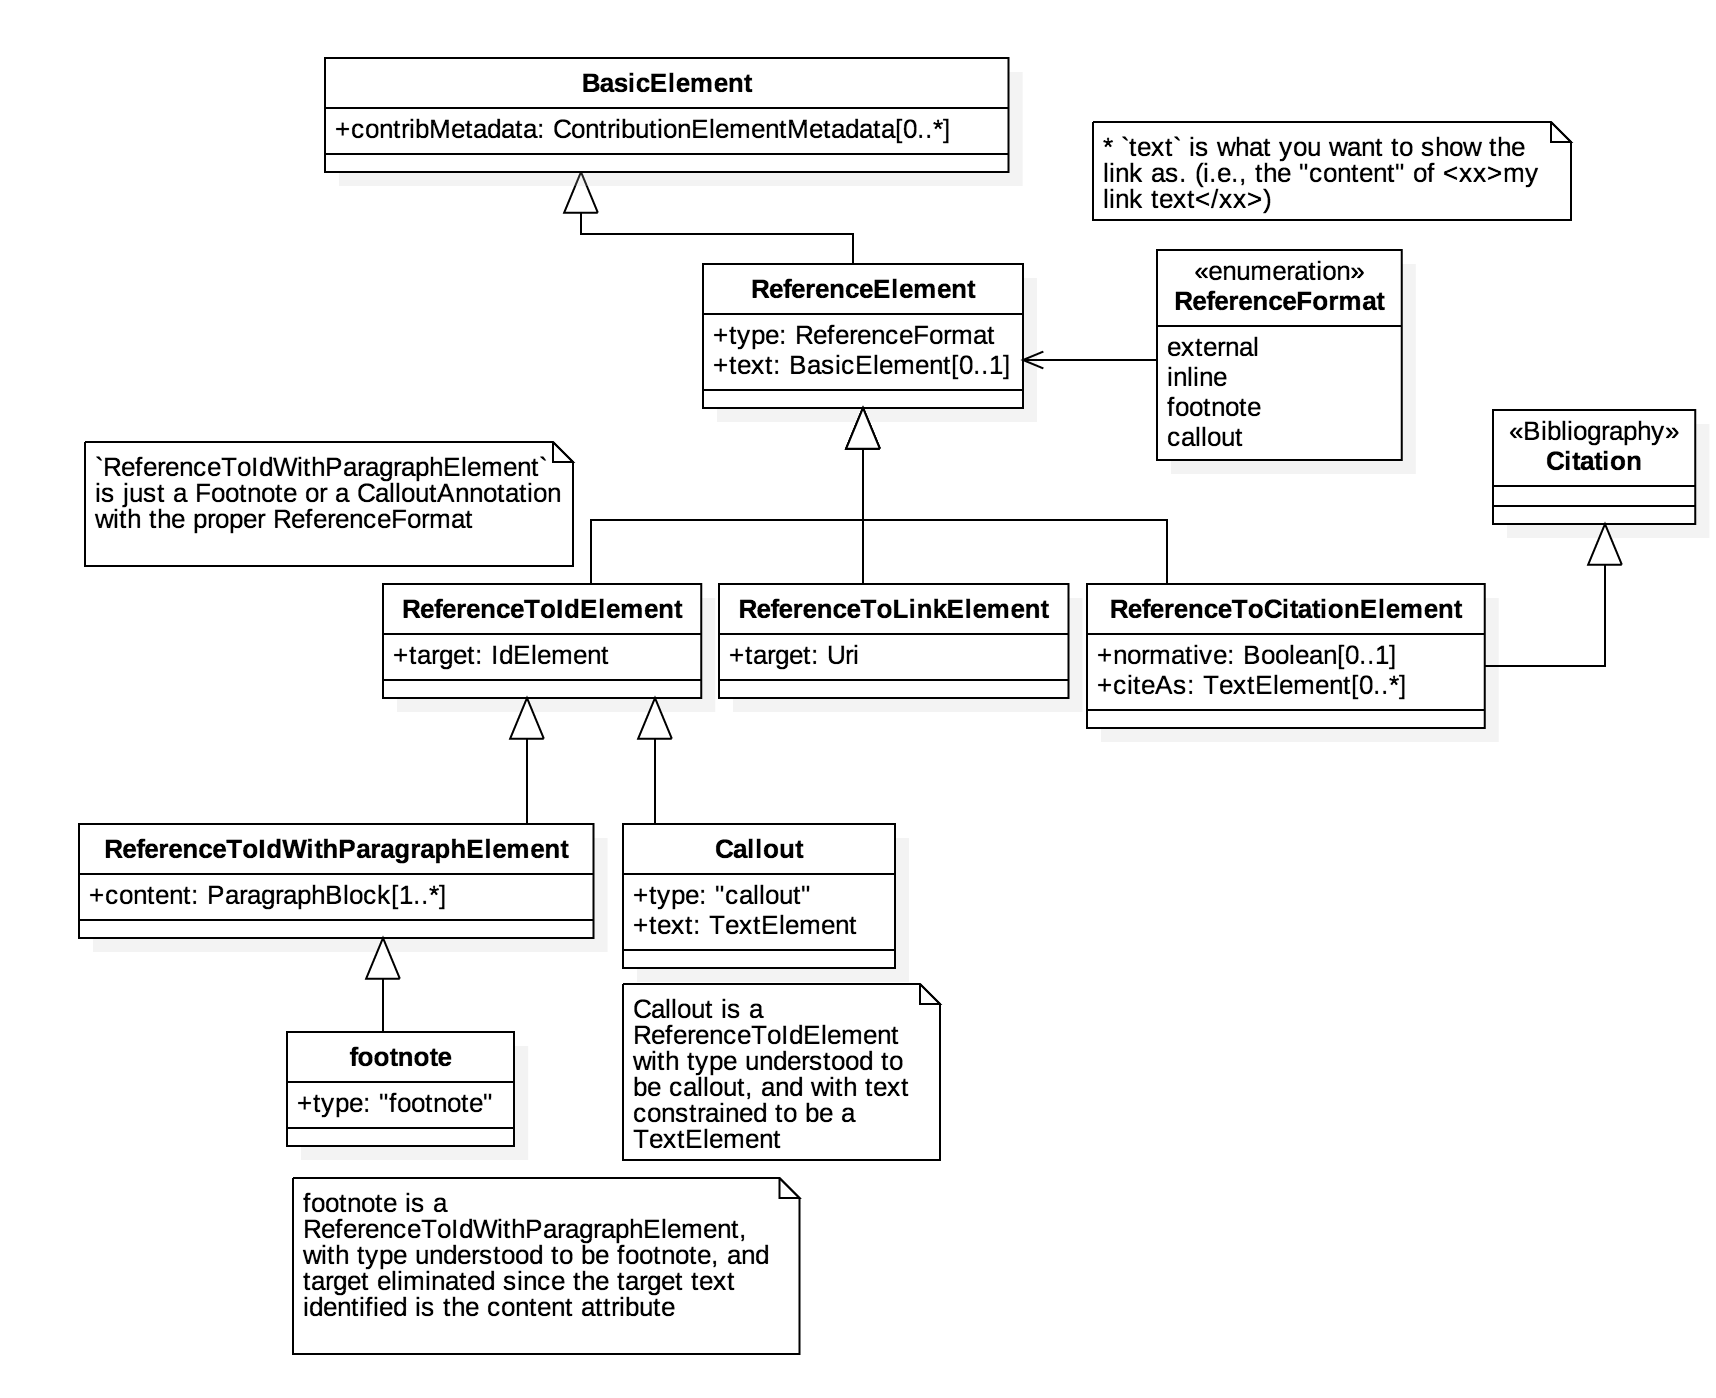 BasicElement
+contribMetadata: ContributionElementMetadata[0..*]
* `text` is what you want to show the
link as. (i.e., the "content" of <xx>my
link text</xx>)
ReferenceElement
+type: ReferenceFormat
+text: BasicElement[0..1]
«enumeration»
ReferenceFormat
external
inline
footnote
callout
«Bibliography»
Citation
`ReferenceToIdWithParagraphElement`
is just a Footnote or a CalloutAnnotation
with the proper ReferenceFormat
ReferenceToIdElement
+target: IdElement
ReferenceToLinkElement
+target: Uri
ReferenceToCitationElement
+normative: Boolean[0..1]
+citeAs: TextElement[0..*]
ReferenceToIdWithParagraphElement
+content: ParagraphBlock[1..*]
Callout
+type: "callout"
+text: TextElement
Callout is a
ReferenceToIdElement
with type understood to
be callout, and with text
constrained to be a
TextElement
footnote
+type: "footnote"
footnote is a
ReferenceToIdWithParagraphElement,
with type understood to be footnote, and
target eliminated since the target text
identified is the content attribute